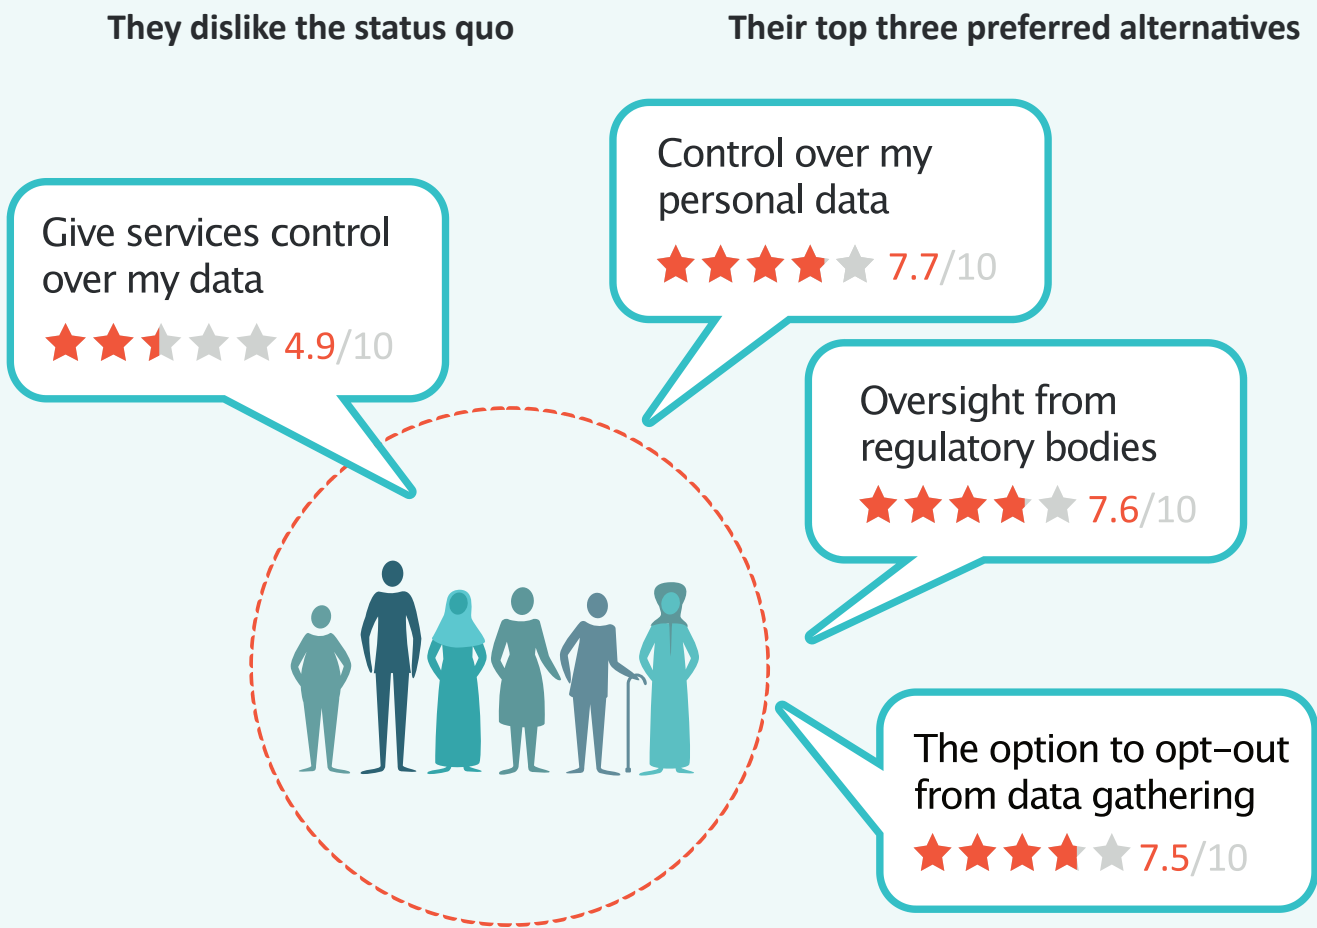 They dislike the status quo
Their top three preferred alternatives
Give services control
over my data
4.9/10
Control over my
personal data
7.7/10
Oversight from
regulatory bodies
7.6/10
The option to opt–out
from data gathering
7.5/10